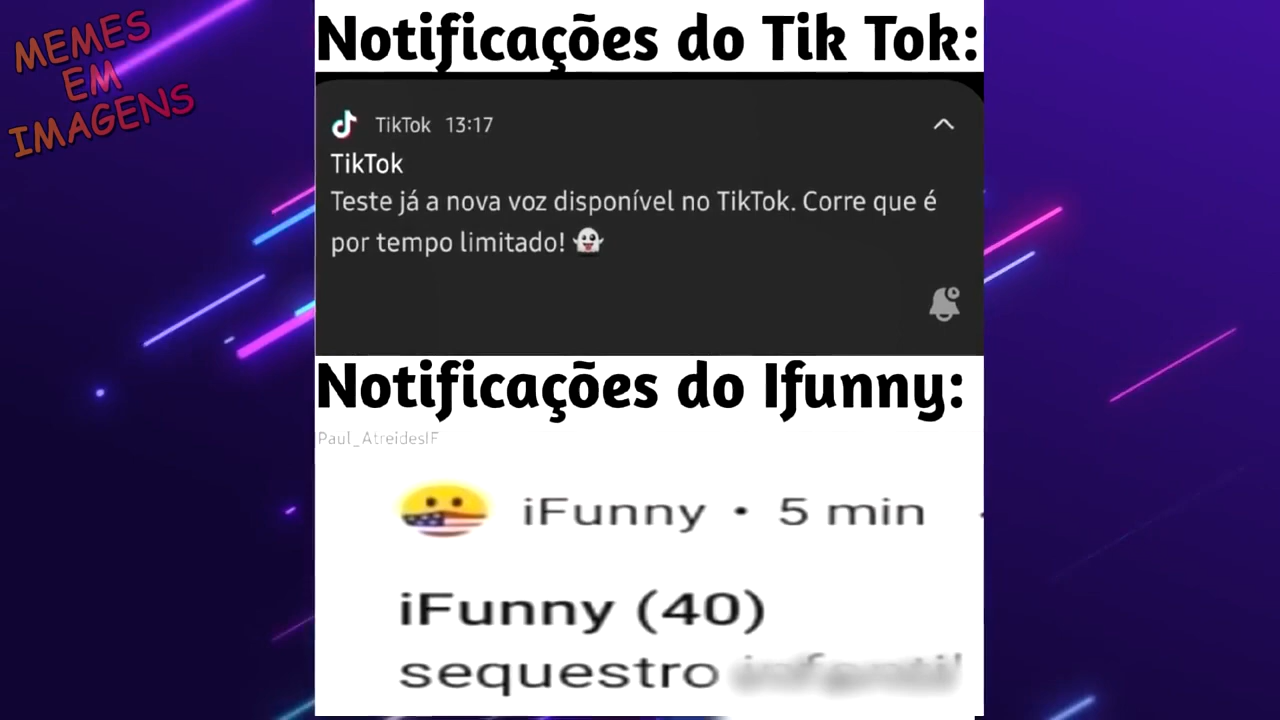 MEMES
EM
IMAGENS
Notificações do Tik Tok:
TikTok 13:17
TikTok
Teste já a nova voz disponível no TikTok. Corre que é
por tempo limitado! 👻
Notificações do Ifunny:
Paul_AtreidesIF
iFunny • 5 min
iFunny (40)
sequestro